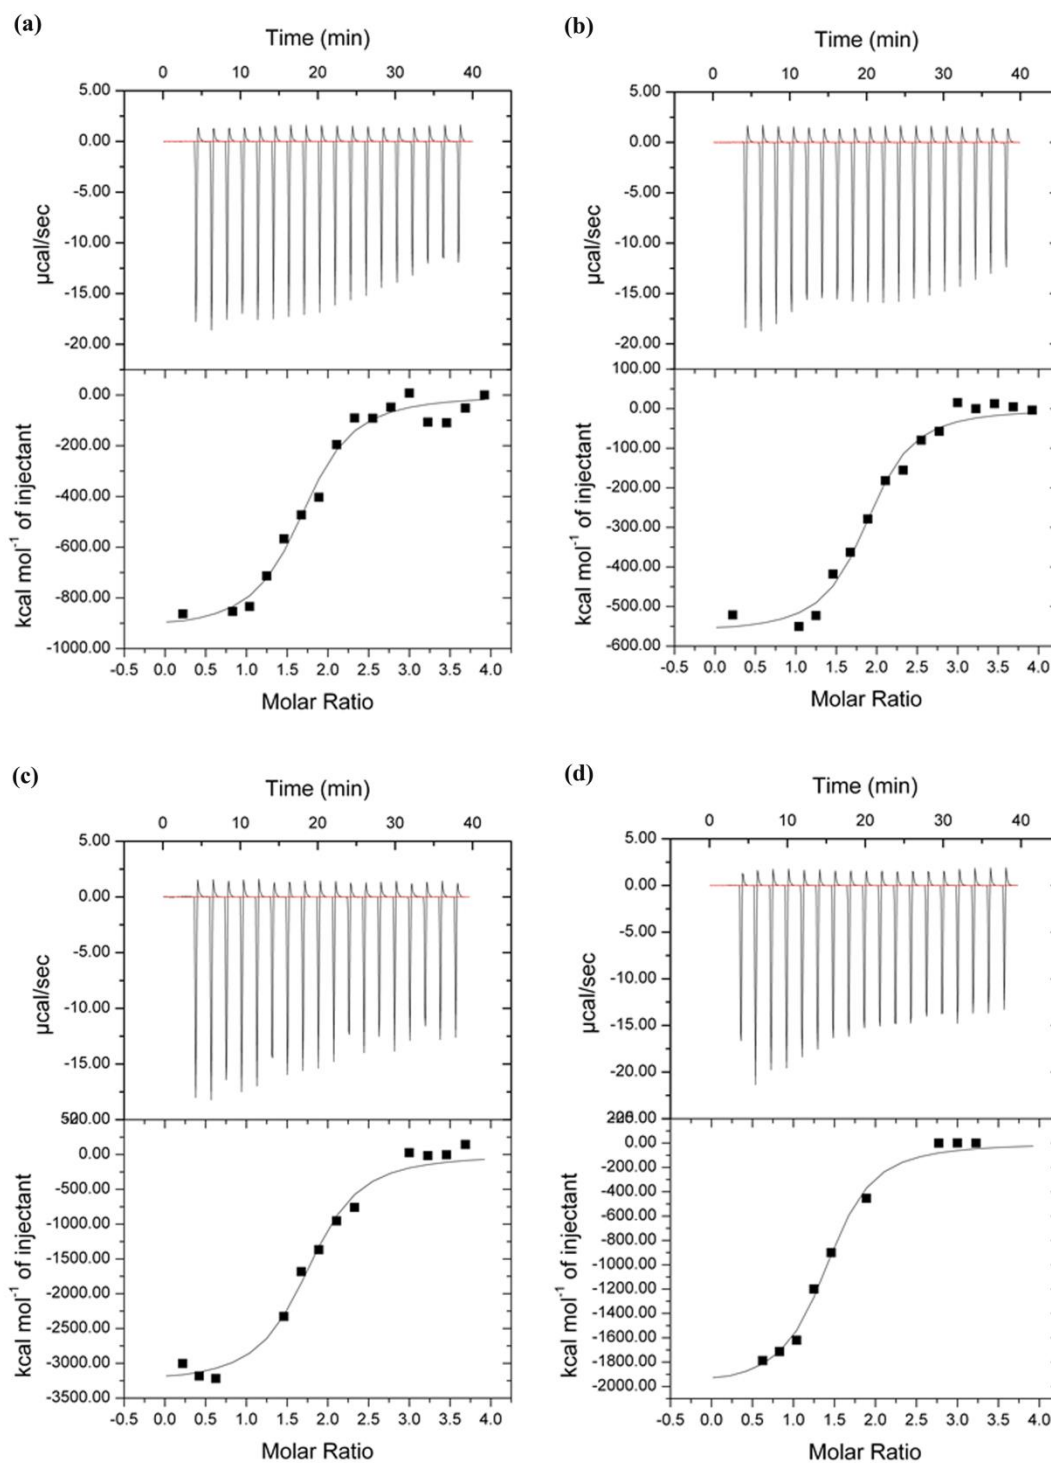 (a)
Time (min)
0 10 20 30 40
5.00
0.00
-5.00
-10.00
-15.00
-20.00
µcal/sec
0.00
-200.00
-400.00
-600.00
-800.00
-1000.00
kcal mol⁻¹ of injectant
-0.5 0.0 0.5 1.0 1.5 2.0 2.5 3.0 3.5 4.0
Molar Ratio
(b)
Time (min)
0 10 20 30 40
5.00
0.00
-5.00
-10.00
-15.00
-20.00
µcal/sec
100.00
0.00
-100.00
-200.00
-300.00
-400.00
-500.00
-600.00
kcal mol⁻¹ of injectant
-0.5 0.0 0.5 1.0 1.5 2.0 2.5 3.0 3.5 4.0
Molar Ratio
(c)
Time (min)
0 10 20 30 40
5.00
0.00
-5.00
-10.00
-15.00
µcal/sec
0.00
-500.00
-1000.00
-1500.00
-2000.00
-2500.00
-3000.00
-3500.00
kcal mol⁻¹ of injectant
-0.5 0.0 0.5 1.0 1.5 2.0 2.5 3.0 3.5 4.0
Molar Ratio
(d)
Time (min)
0 10 20 30 40
5.00
0.00
-5.00
-10.00
-15.00
-20.00
µcal/sec
0.00
-200.00
-400.00
-600.00
-800.00
-1000.00
-1200.00
-1400.00
-1600.00
-1800.00
-2000.00
kcal mol⁻¹ of injectant
-0.5 0.0 0.5 1.0 1.5 2.0 2.5 3.0 3.5 4.0
Molar Ratio